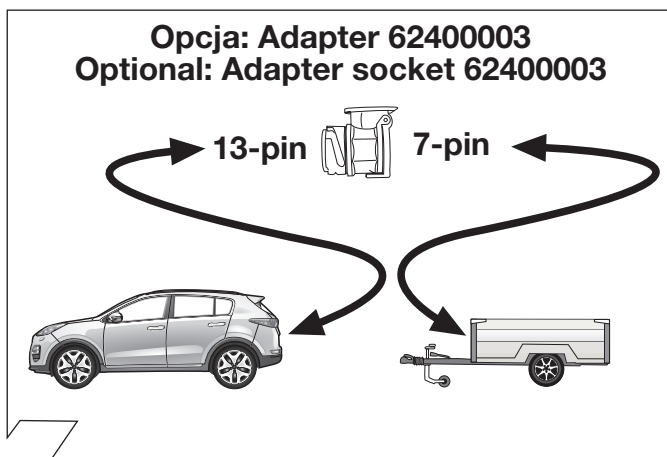 Opcja: Adapter 62400003
Optional: Adapter socket 62400003
13-pin 7-pin